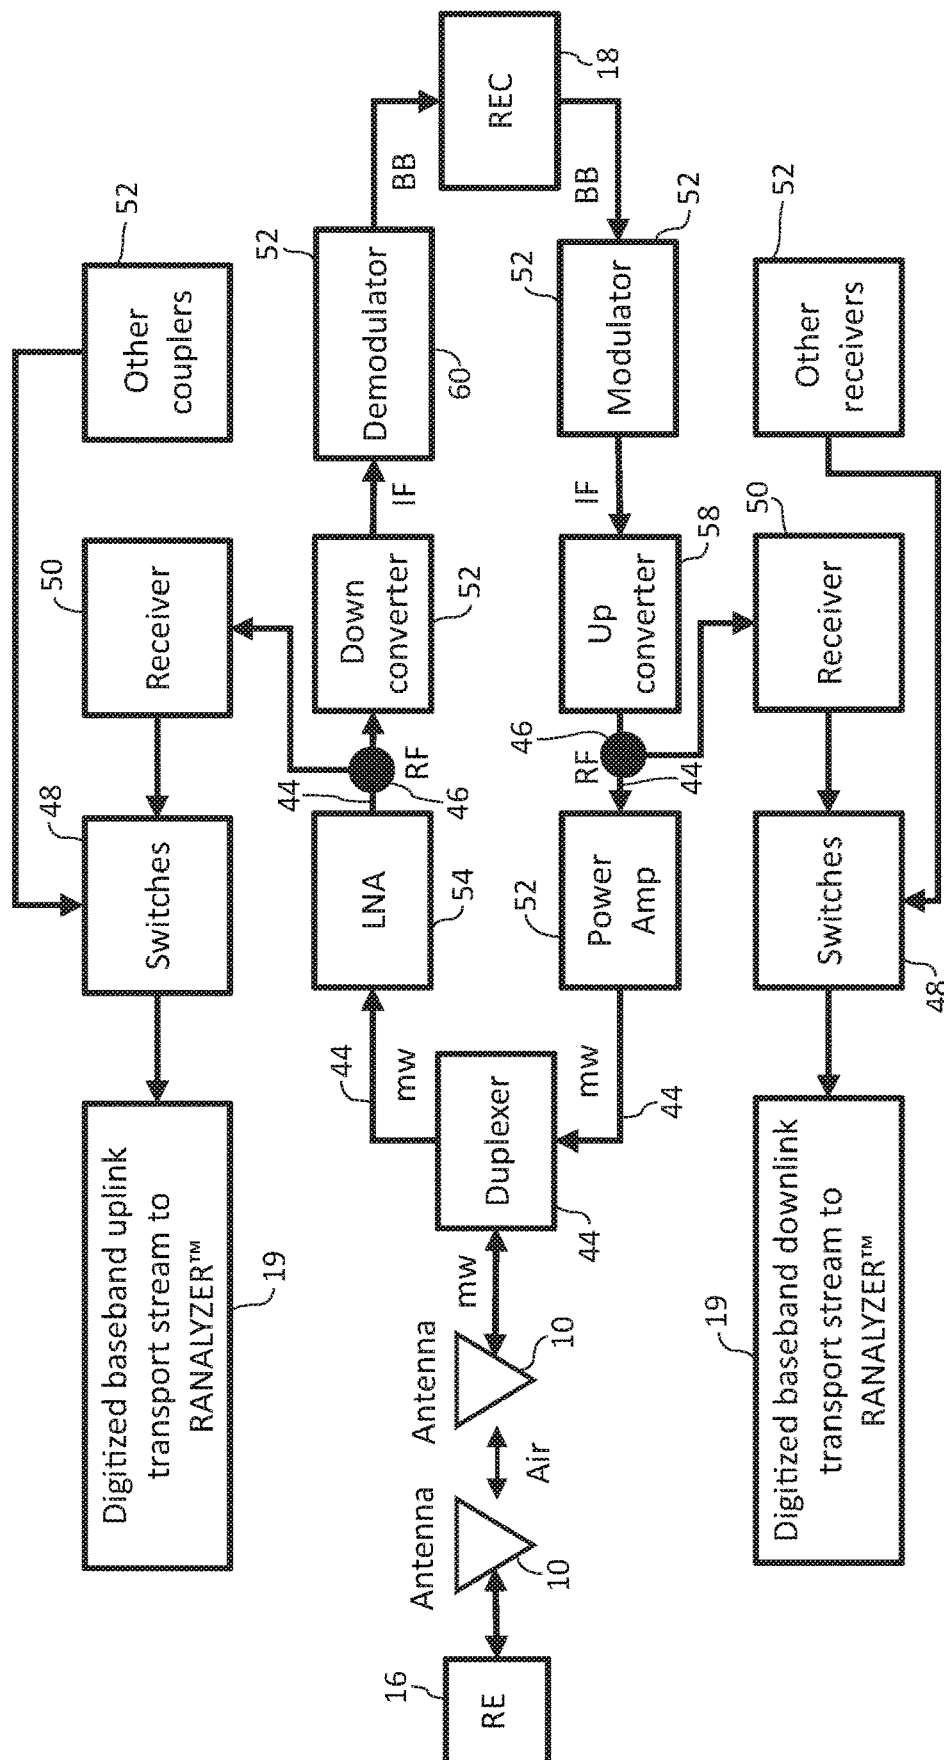 Digitized baseband uplink
transport stream to
RANALYZER™
19
Switches
48
Receiver
50
Other
couplers
52
LNA
54
44
mw
44
46
RF
Down
converter
52
IF
Demodulator
52
60
BB
REC
18
RE
16
Antenna
10
Air
Antenna
10
mw
Duplexer
44
mw
44
Power
Amp
52
RF
46
44
Up
converter
58
IF
Modulator
52
52
BB
Digitized baseband downlink
transport stream to
RANALYZER™
19
Switches
48
Receiver
50
Other
receivers
52